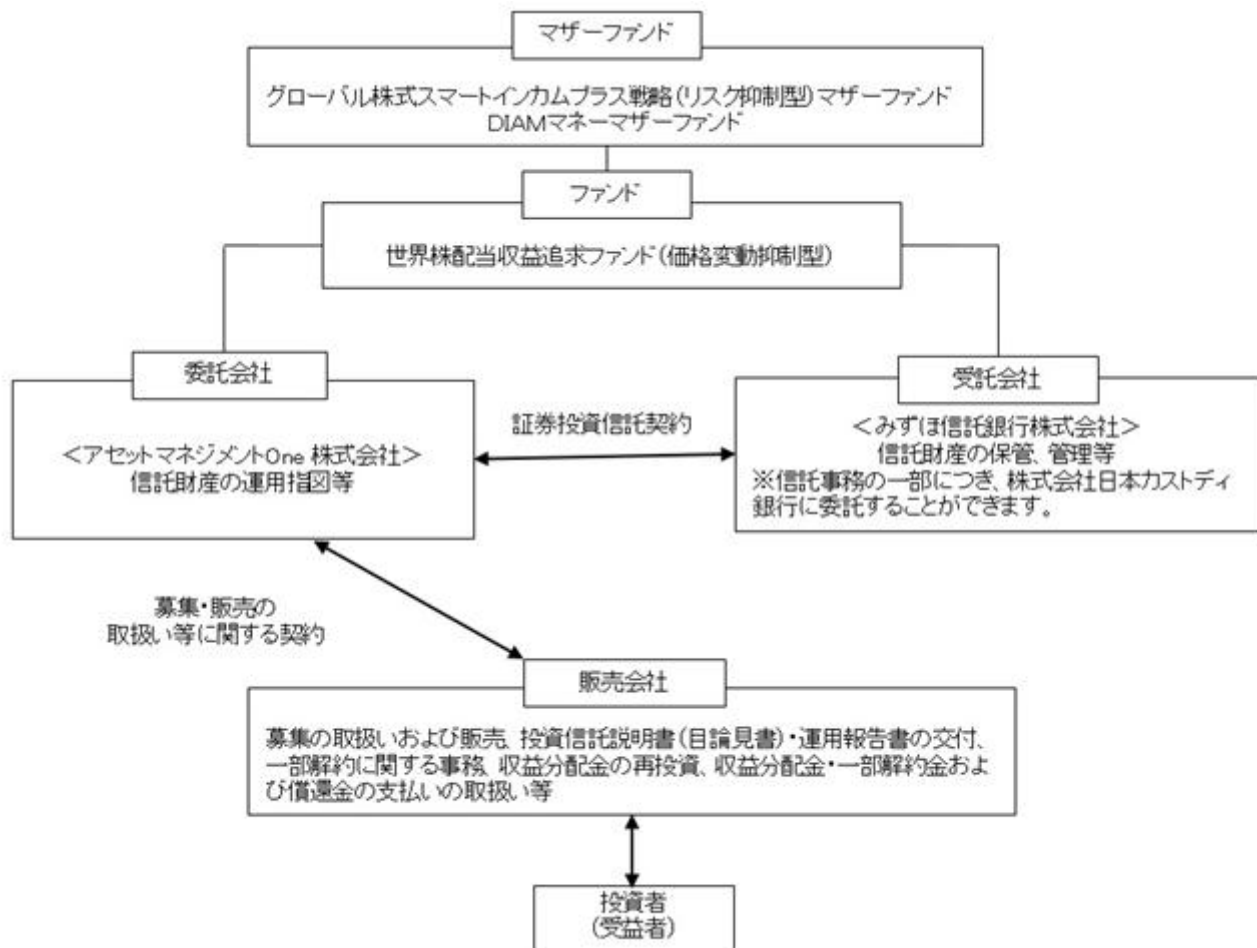 マザーファンド
グローバル株式スマートインカムプラス戦略(リスク抑制型)マザーファンド
DIAMマネーマザーファンド
ファンド
世界株配当収益追求ファンド(価格変動抑制型)
委託会社
<アセットマネジメントOne 株式会社>
信託財産の運用指図等
証券投資信託契約
受託会社
<みずほ信託銀行株式会社>
信託財産の保管、管理等
※信託事務の一部につき、株式会社日本カストディ
銀行に委託することができます。
募集・販売の
取扱い等に関する契約
販売会社
募集の取扱いおよび販売、投資信託説明書(目論見書)・運用報告書の交付、
一部解約に関する事務、収益分配金の再投資、収益分配金・一部解約金およ
び償還金の支払いの取扱い等
投資者
(受益者)